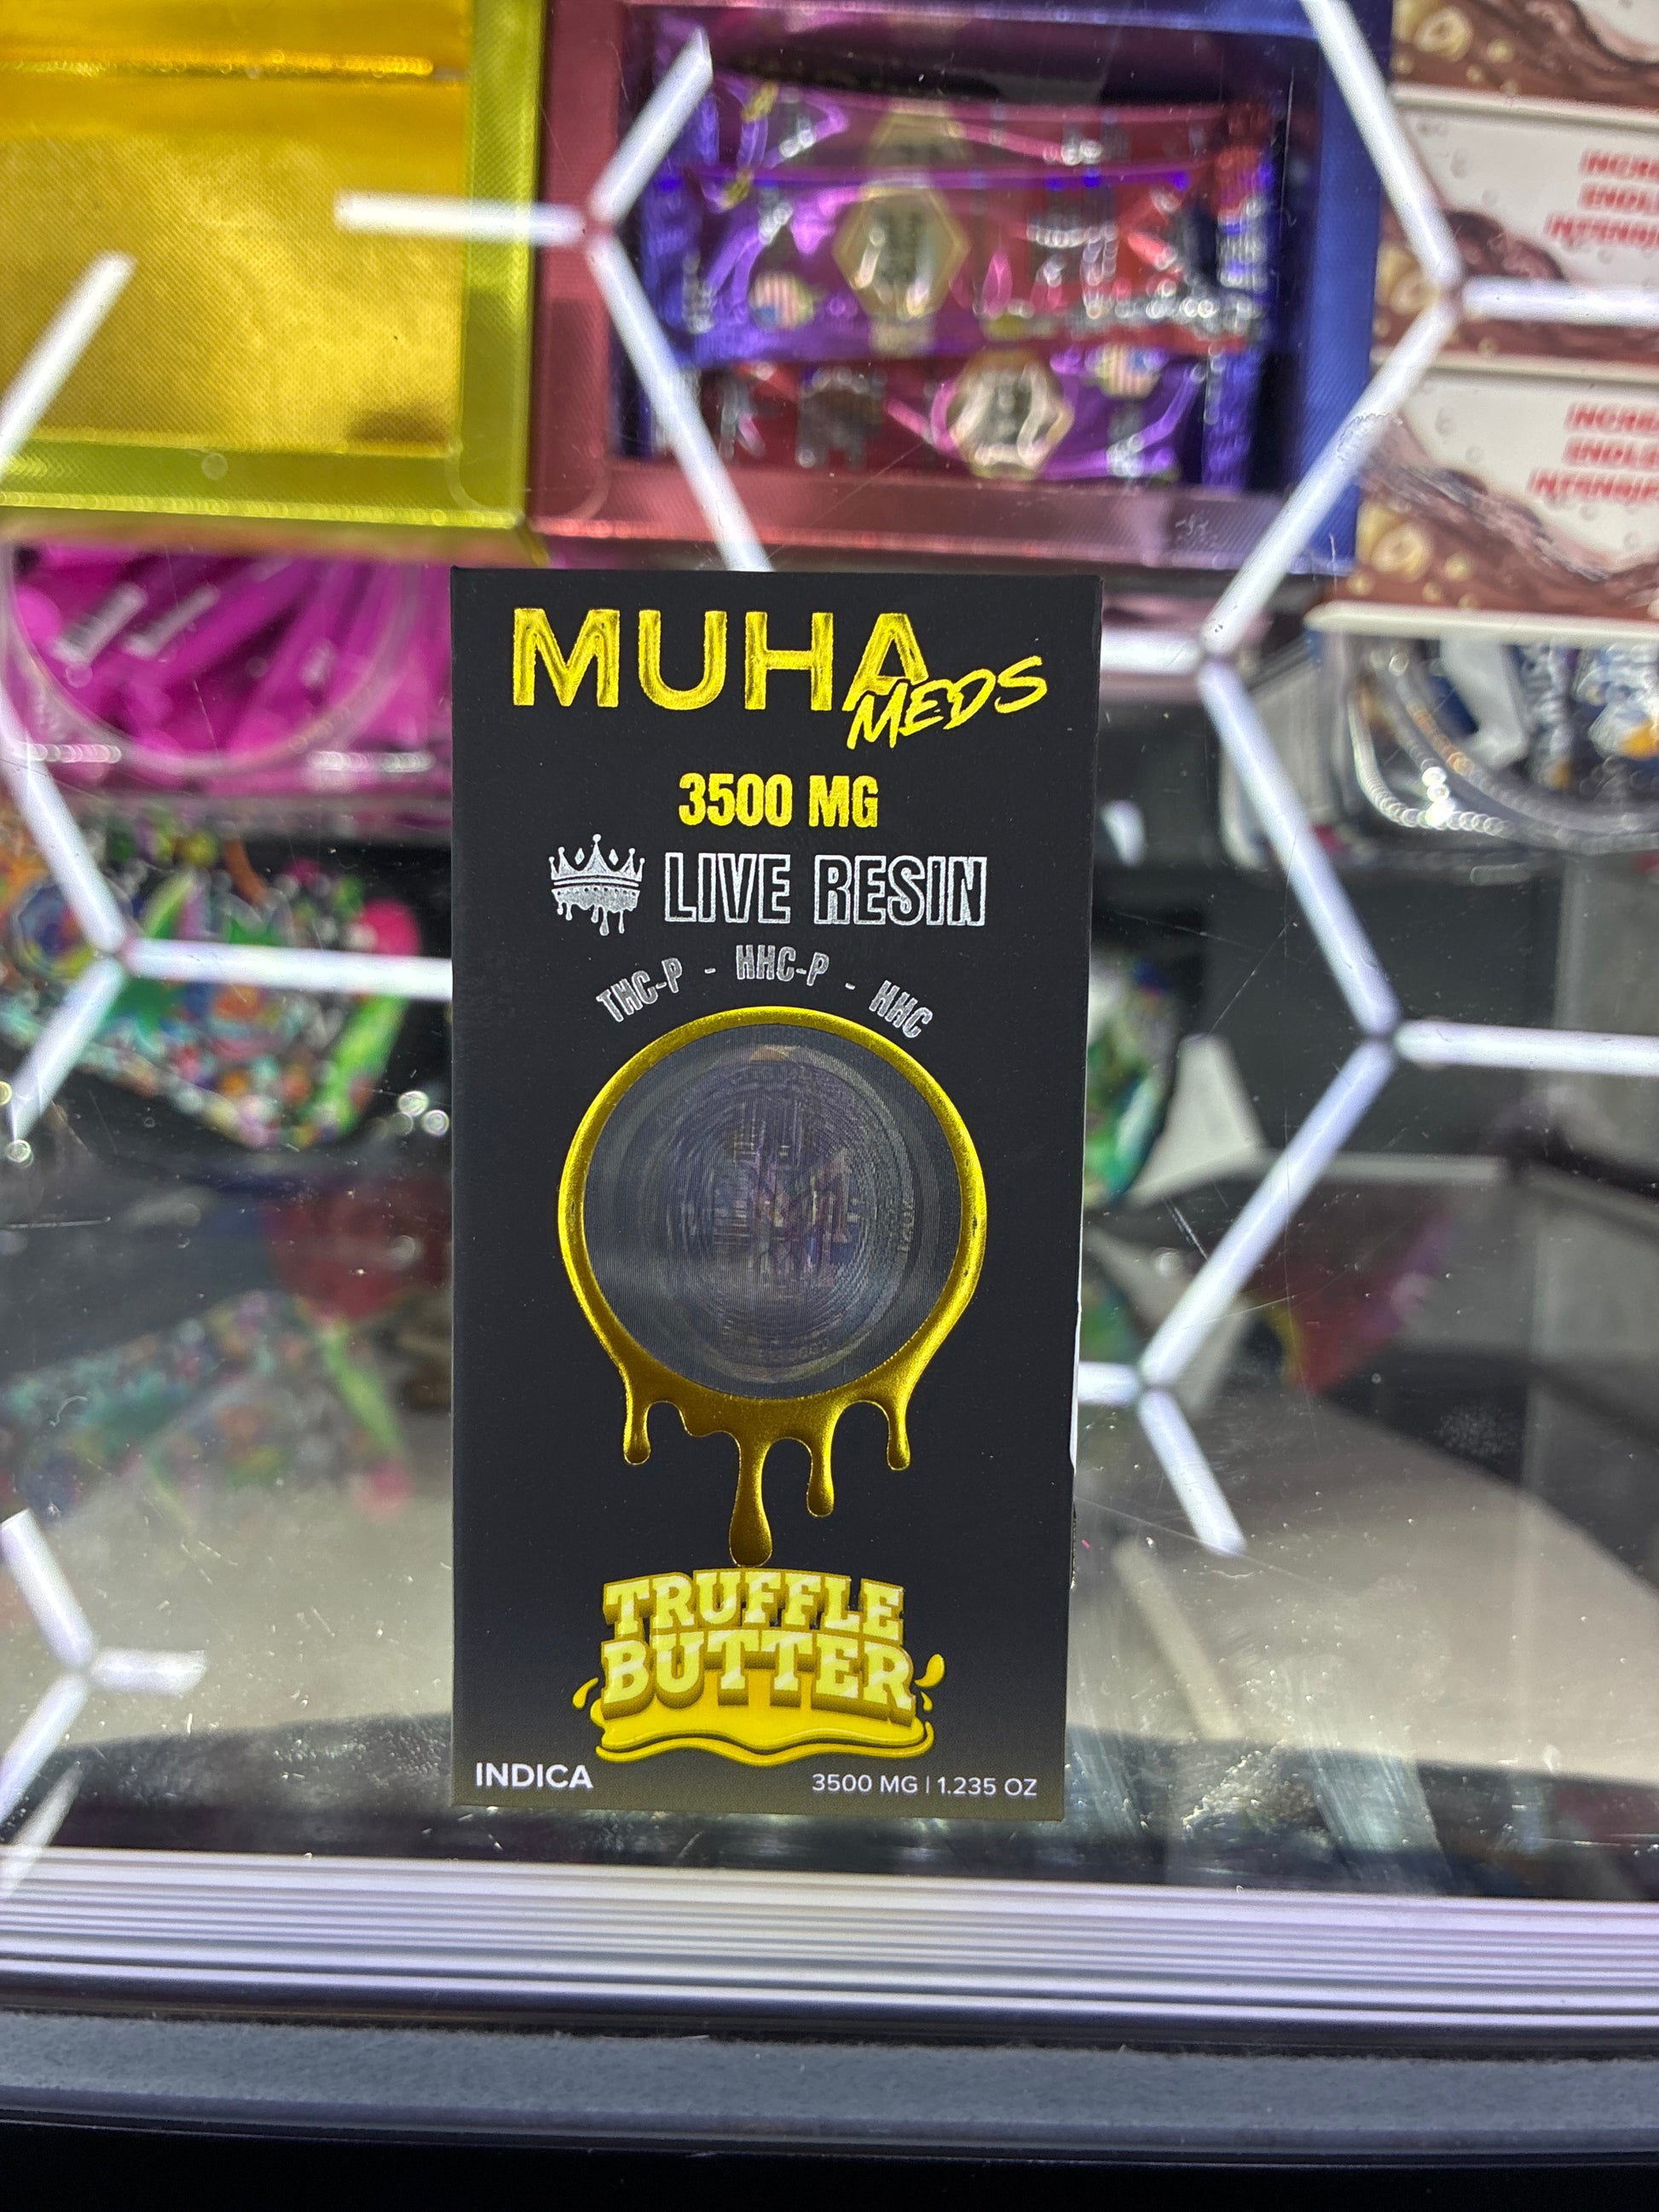 MUHA
MEDS
3500 MG
LIVE RESIN
THC-P - HHC-P - HHC
TRUFFLE
BUTTER
INDICA
3500 MG | 1.235 OZ